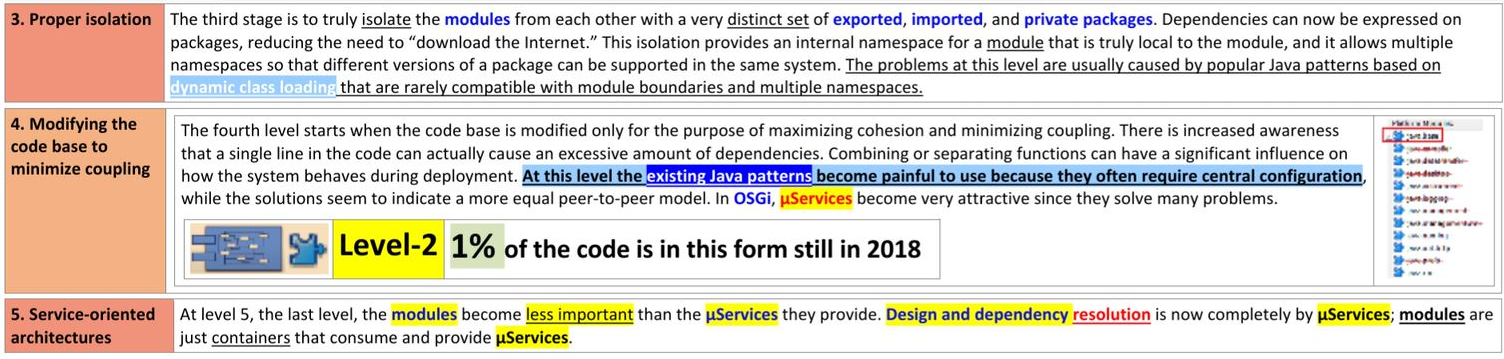 3. Proper isolation
The third stage is to truly isolate the modules from each other with a very distinct set of exported, imported, and private packages. Dependencies can now be expressed on
packages, reducing the need to “download the Internet.” This isolation provides an internal namespace for a module that is truly local to the module, and it allows multiple
namespaces so that different versions of a package can be supported in the same system. The problems at this level are usually caused by popular Java patterns based on
dynamic class loading that are rarely compatible with module boundaries and multiple namespaces.
4. Modifying the
code base to
minimize coupling
The fourth level starts when the code base is modified only for the purpose of maximizing cohesion and minimizing coupling. There is increased awareness
that a single line in the code can actually cause an excessive amount of dependencies. Combining or separating functions can have a significant influence on
how the system behaves during deployment. At this level the existing Java patterns become painful to use because they often require central configuration,
while the solutions seem to indicate a more equal peer-to-peer model. In OSGi, µServices become very attractive since they solve many problems.
Level-2 1% of the code is in this form still in 2018
java.base
5. Service-oriented
architectures
At level 5, the last level, the modules become less important than the µServices they provide. Design and dependency resolution is now completely by µServices; modules are
just containers that consume and provide µServices.